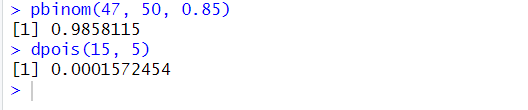 > pbinom(47, 50, 0.85)
[1] 0.9858115
> dpois(15, 5)
[1] 0.0001572454
>